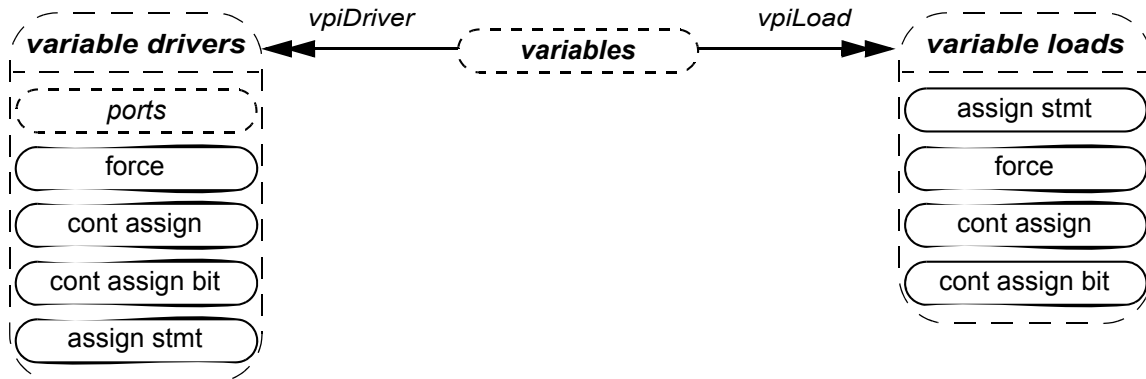 vpiDriver
vpiLoad
variable drivers
variables
variable loads
ports
force
cont assign
cont assign bit
assign stmt
assign stmt
force
cont assign
cont assign bit